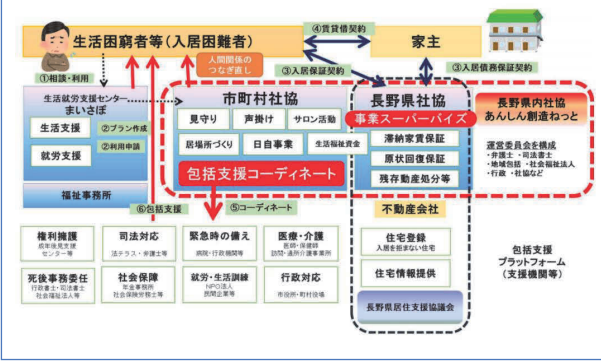 生活困窮者等(入居困難者)
④賃貸借契約
家主
①相談・利用
人間関係の
つなぎ直し
③入居保証契約
③入居債務保証契約
生活就労支援センター
まいさぽ
生活支援
就労支援
②プラン作成
②利用申請
福祉事務所
市町村社協
見守り
声掛け
サロン活動
居場所づくり
日自事業
生活福祉資金
包括支援コーディネート
長野県社協
事業スーパーバイズ
滞納家賃保証
原状回復保証
残存動産処分等
長野県内社協
あんしん創造ねっと
運営委員会を構成
・弁護士・司法書士
・地域包括・社会福祉法人
・行政・社協など
⑥包括支援
⑤コーディネート
権利擁護
成年後見支援
センター等
司法対応
法テラス・弁護士等
緊急時の備え
病院・行政機関等
医療・介護
医師・保健師
訪問・通所介護事業所
死後事務委任
行政書士・司法書士
社会福祉法人等
社会保障
年金事務所
社会保険労務士等
就労・生活訓練
NPO法人
民間企業等
行政対応
市役所・町村役場
不動産会社
住宅登録
入居を拒まない住宅
住宅情報提供
長野県居住支援協議会
包括支援
プラットフォーム
(支援機関等)